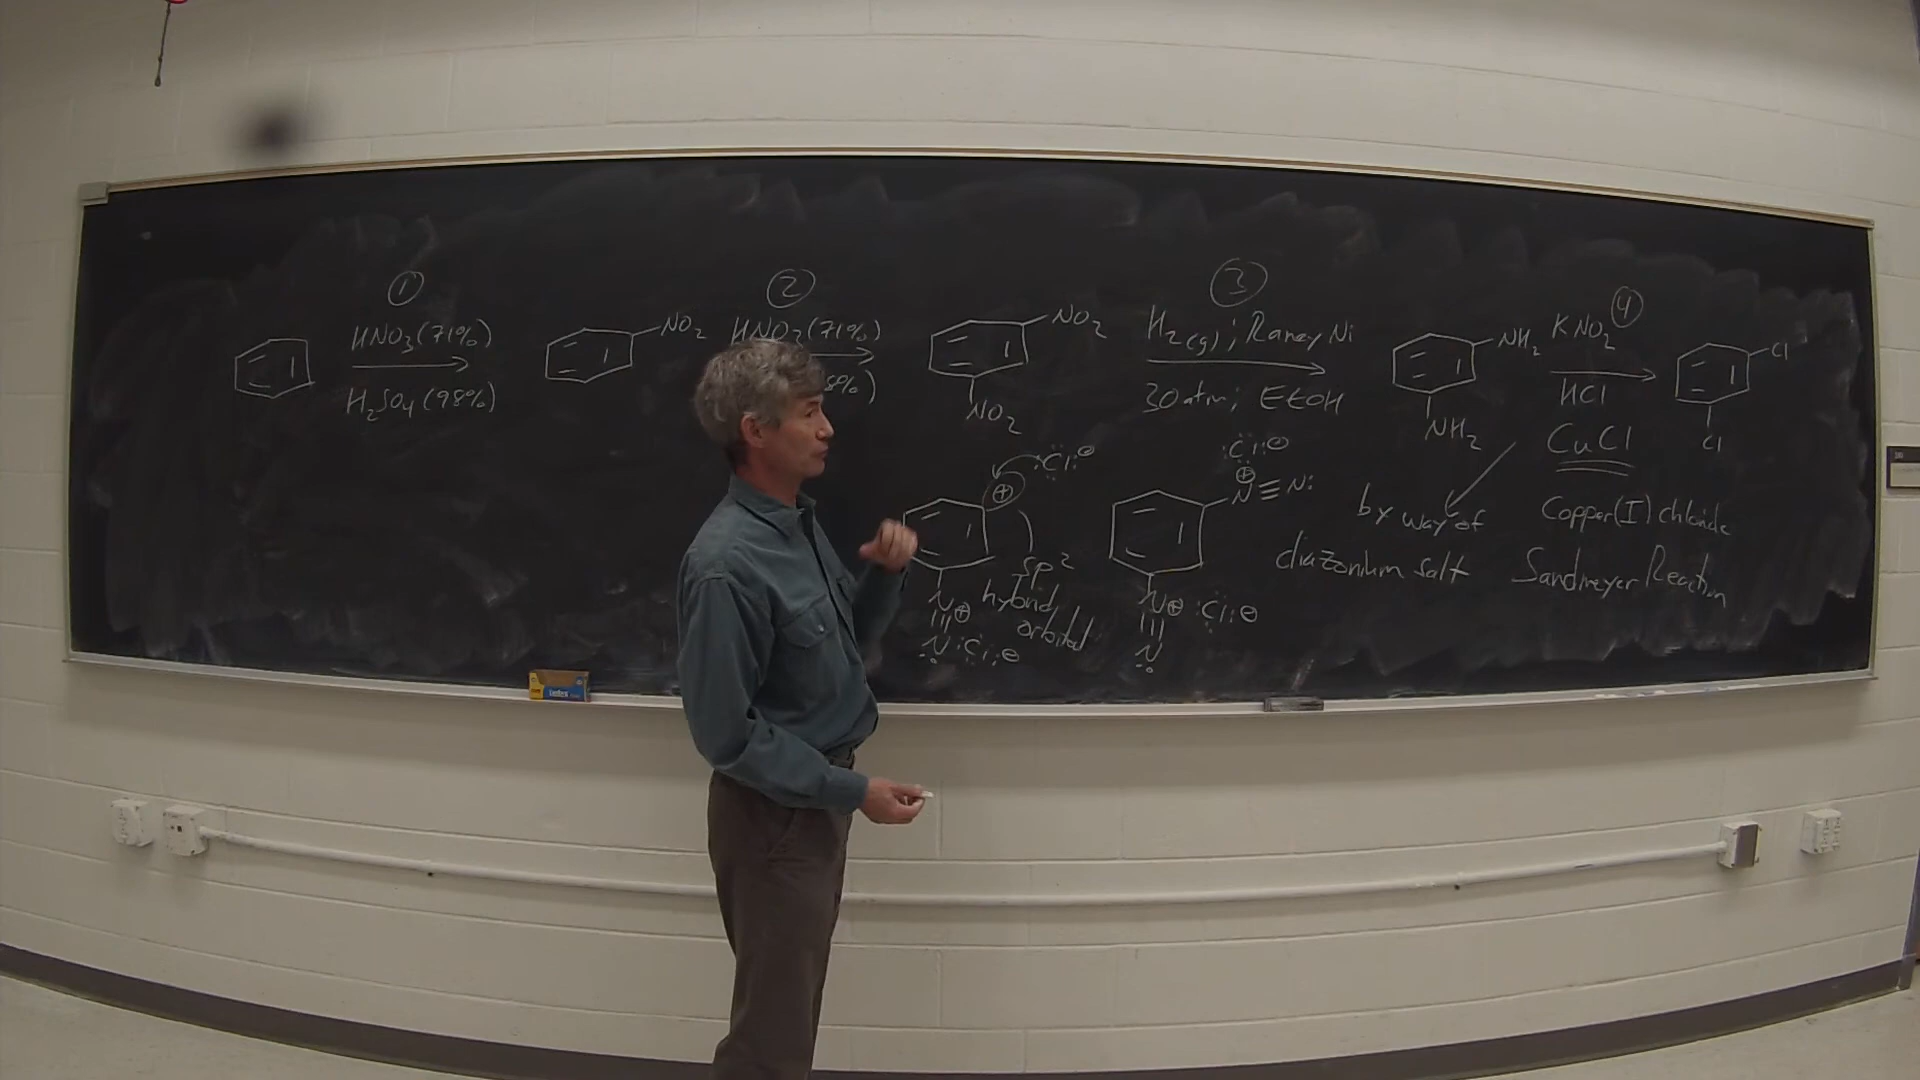 ①
HNO3 (71%)
H2SO4 (98%)
NO2
②
HNO3 (71%)
8%)
NO2
NO2
③
H2(g); Raney Ni
30 atm; EtOH
NH2
NH2
④
KNO2
HCl
CuCl
Cl
Cl
Copper(I) chloride
Sandmeyer Reaction
by way of
diazonium salt
:Cl:⊖
⊕
N≡N:
N⊕ :Cl:⊖
N
⊕
:Cl:⊖
sp2
hybrid
orbital
N⊕
N :Cl:⊖